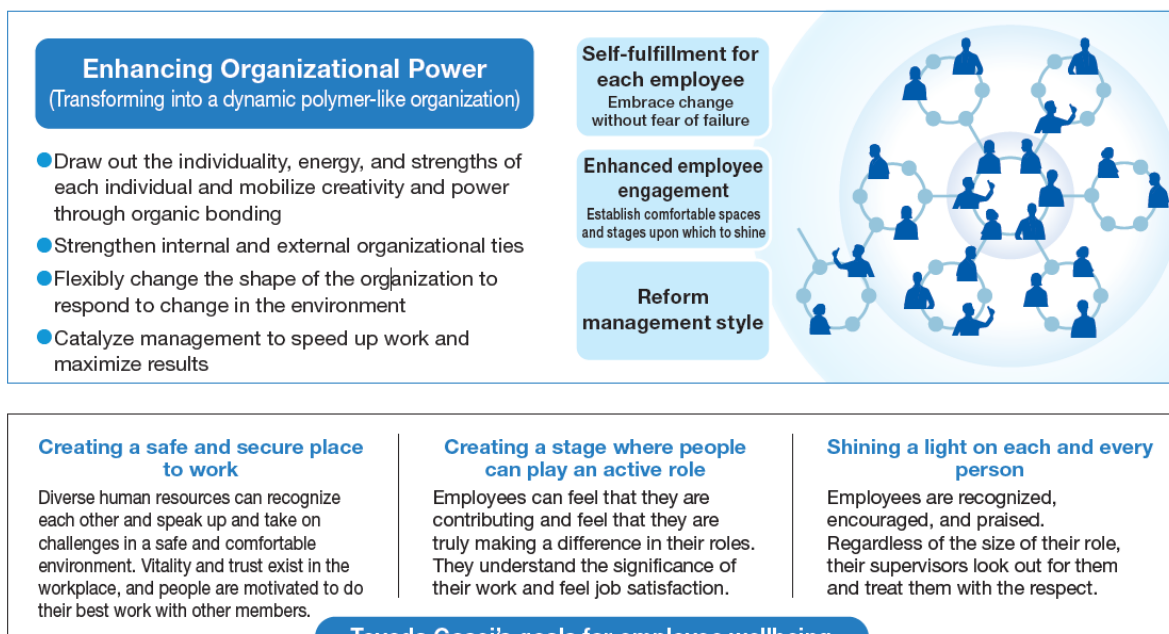 Enhancing Organizational Power
(Transforming into a dynamic polymer-like organization)
Draw out the individuality, energy, and strengths of
each individual and mobilize creativity and power
through organic bonding
Strengthen internal and external organizational ties
Flexibly change the shape of the organization to
respond to change in the environment
Catalyze management to speed up work and
maximize results
Self-fulfillment for
each employee
Embrace change
without fear of failure
Enhanced employee
engagement
Establish comfortable spaces
and stages upon which to shine
Reform
management style
Creating a safe and secure place
to work
Diverse human resources can recognize
each other and speak up and take on
challenges in a safe and comfortable
environment. Vitality and trust exist in the
workplace, and people are motivated to do
their best work with other members.
Creating a stage where people
can play an active role
Employees can feel that they are
contributing and feel that they are
truly making a difference in their roles.
They understand the significance of
their work and feel job satisfaction.
Shining a light on each and every
person
Employees are recognized,
encouraged, and praised.
Regardless of the size of their role,
their supervisors look out for them
and treat them with the respect.
Toyoda Gosei's goals for employee wellbeing